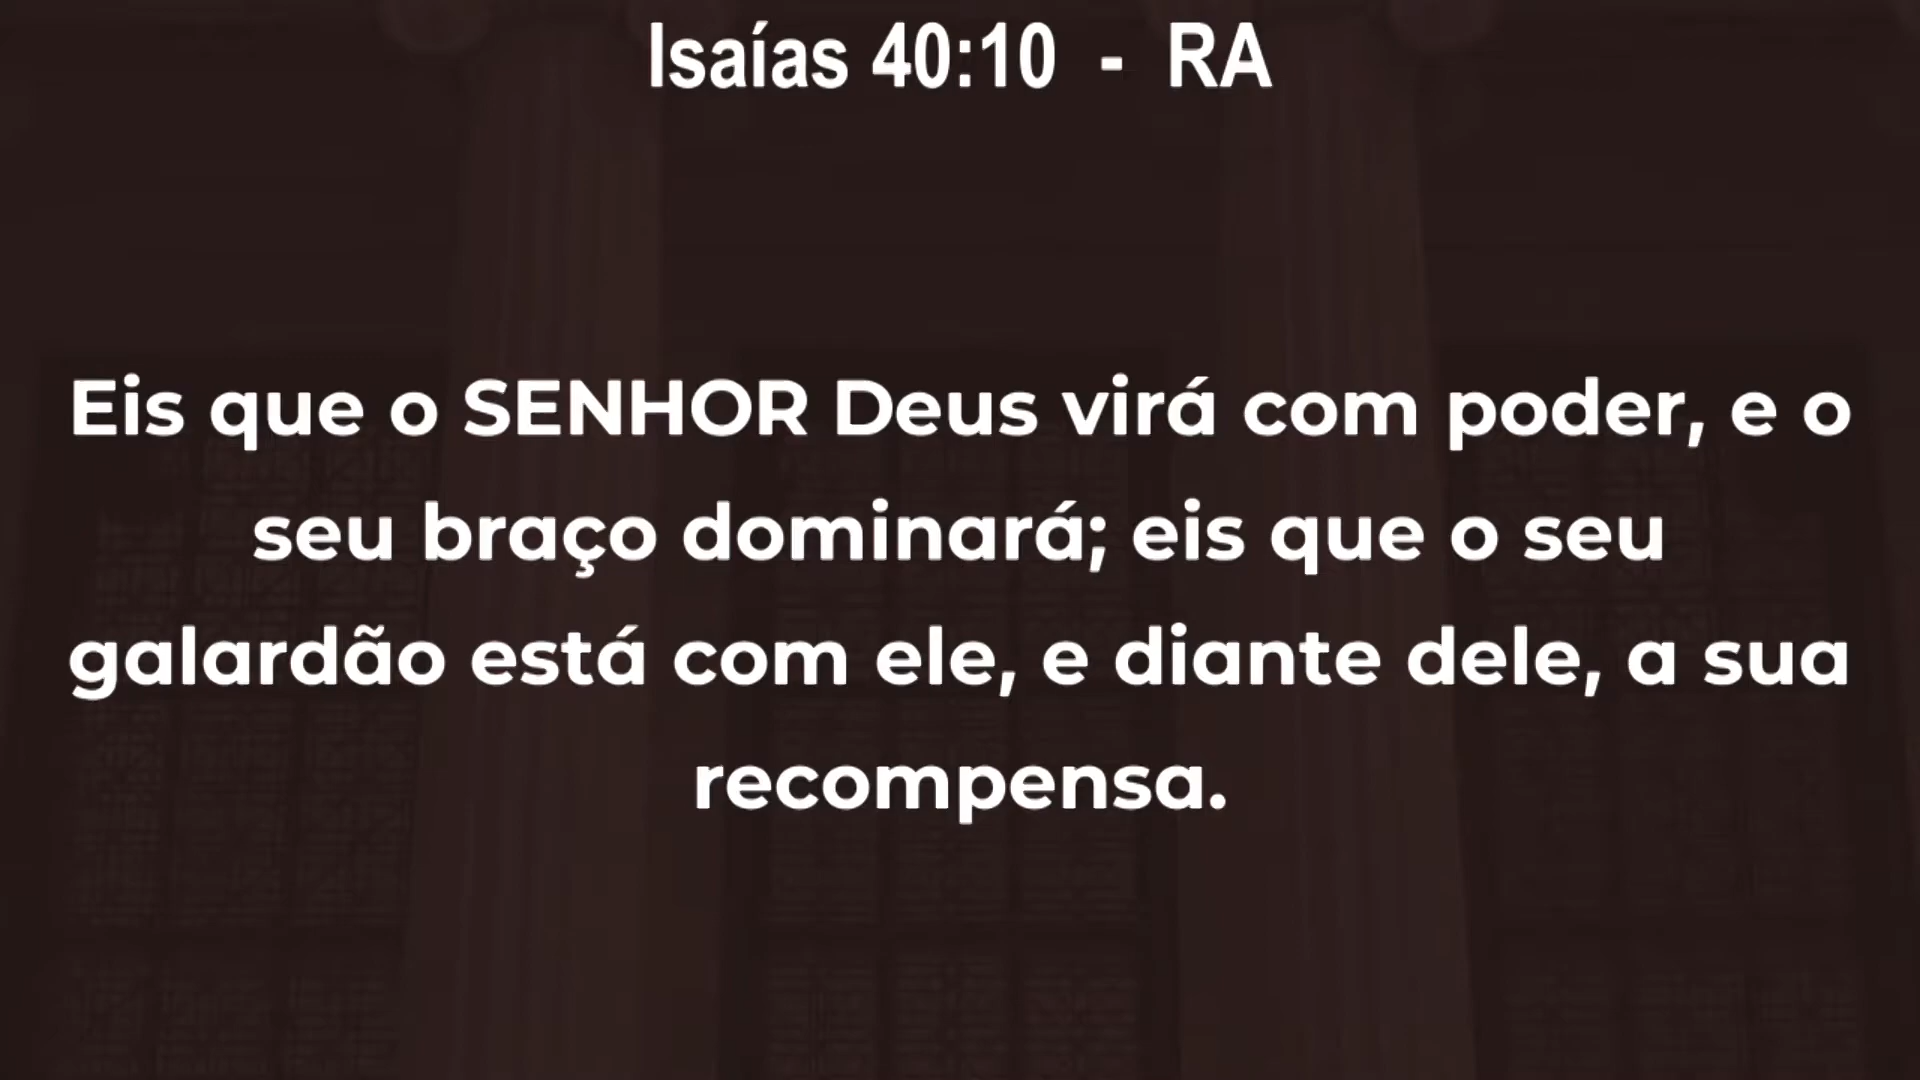 Isaías 40:10 - RA
Eis que o SENHOR Deus virá com poder, e o
seu braço dominará; eis que o seu
galardão está com ele, e diante dele, a sua
recompensa.